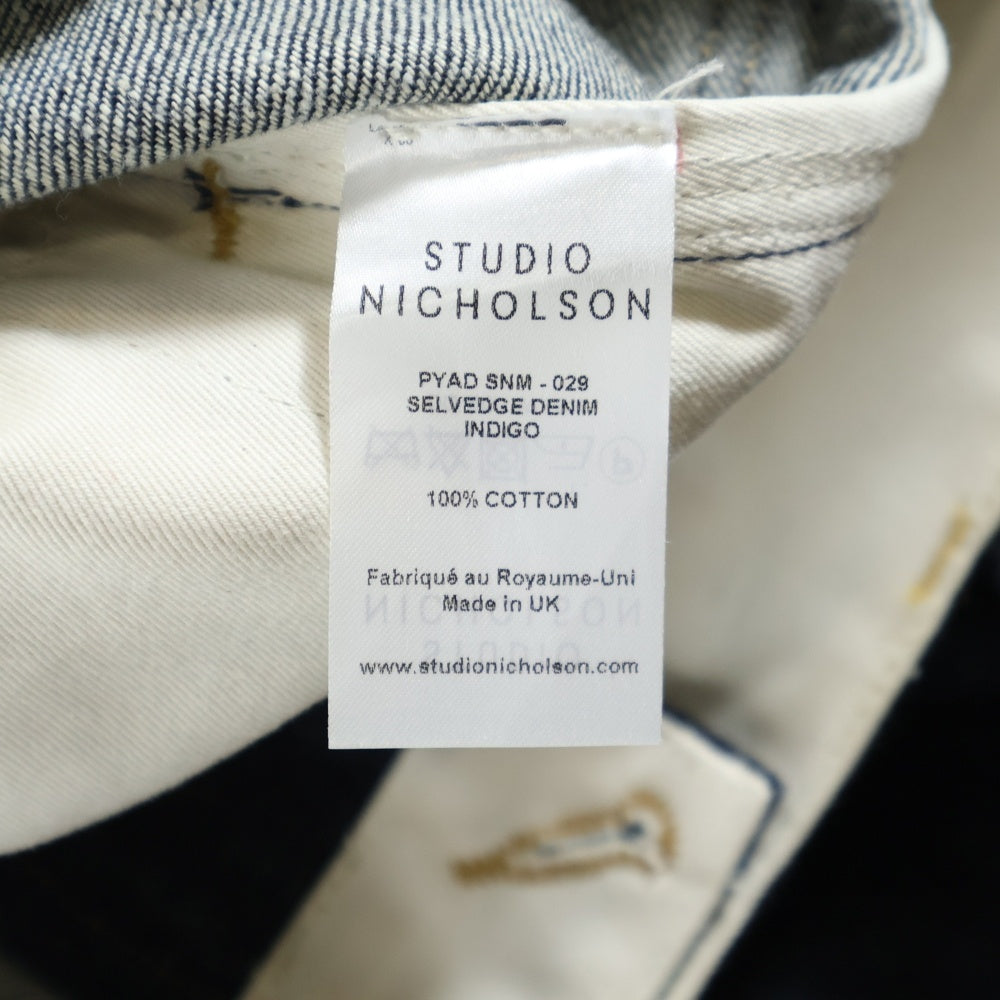 STUDIO
NICHOLSON
PYAD SNM - 029
SELVEDGE DENIM
INDIGO
100% COTTON
Fabriqué au Royaume-Uni
Made in UK
www.studionicholson.com